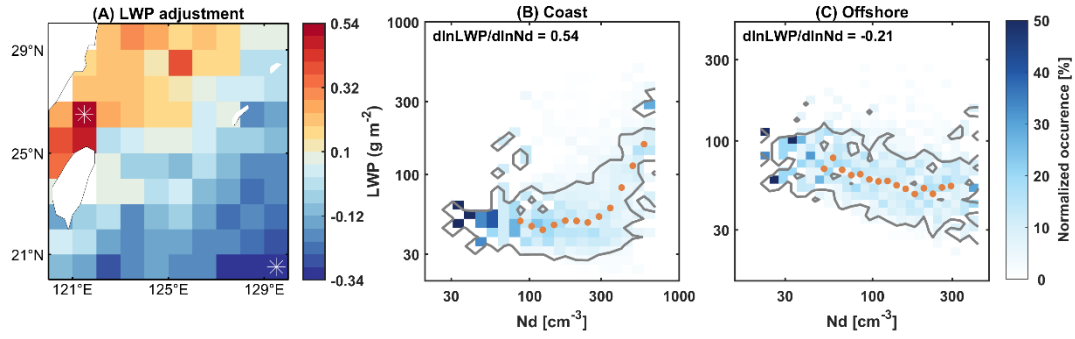 (A) LWP adjustment
29°N
25°N
21°N
121°E
125°E
129°E
0.54
0.32
0.1
-0.12
-0.34
(B) Coast
dlnLWP/dlnNd = 0.54
LWP (g m-2)
1000
300
100
30
30
100
300
1000
Nd [cm-3]
(C) Offshore
dlnLWP/dlnNd = -0.21
300
100
30
30
100
300
Nd [cm-3]
50
40
30
20
10
0
Normalized occurence [%]